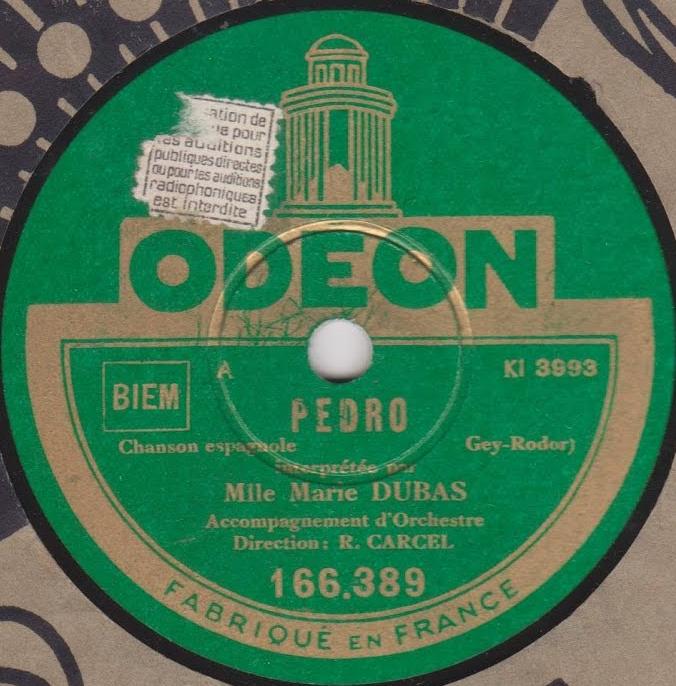 ation de
ue pour
les auditions
publiques directes
ou pour les auditions
radiophoniques
est interdite
ODEON
BIEM
A
KI 3993
PEDRO
Chanson espagnole
Gey-Rodor)
interprétée par
Mlle Marie DUBAS
Accompagnement d'Orchestre
Direction: R. CARCEL
166.389
FABRIQUÉ EN FRANCE